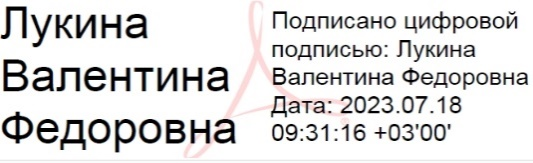 Лукина
Валентина
Федоровна
Подписано цифровой
подписью: Лукина
Валентина Федоровна
Дата: 2023.07.18
09:31:16 +03'00'